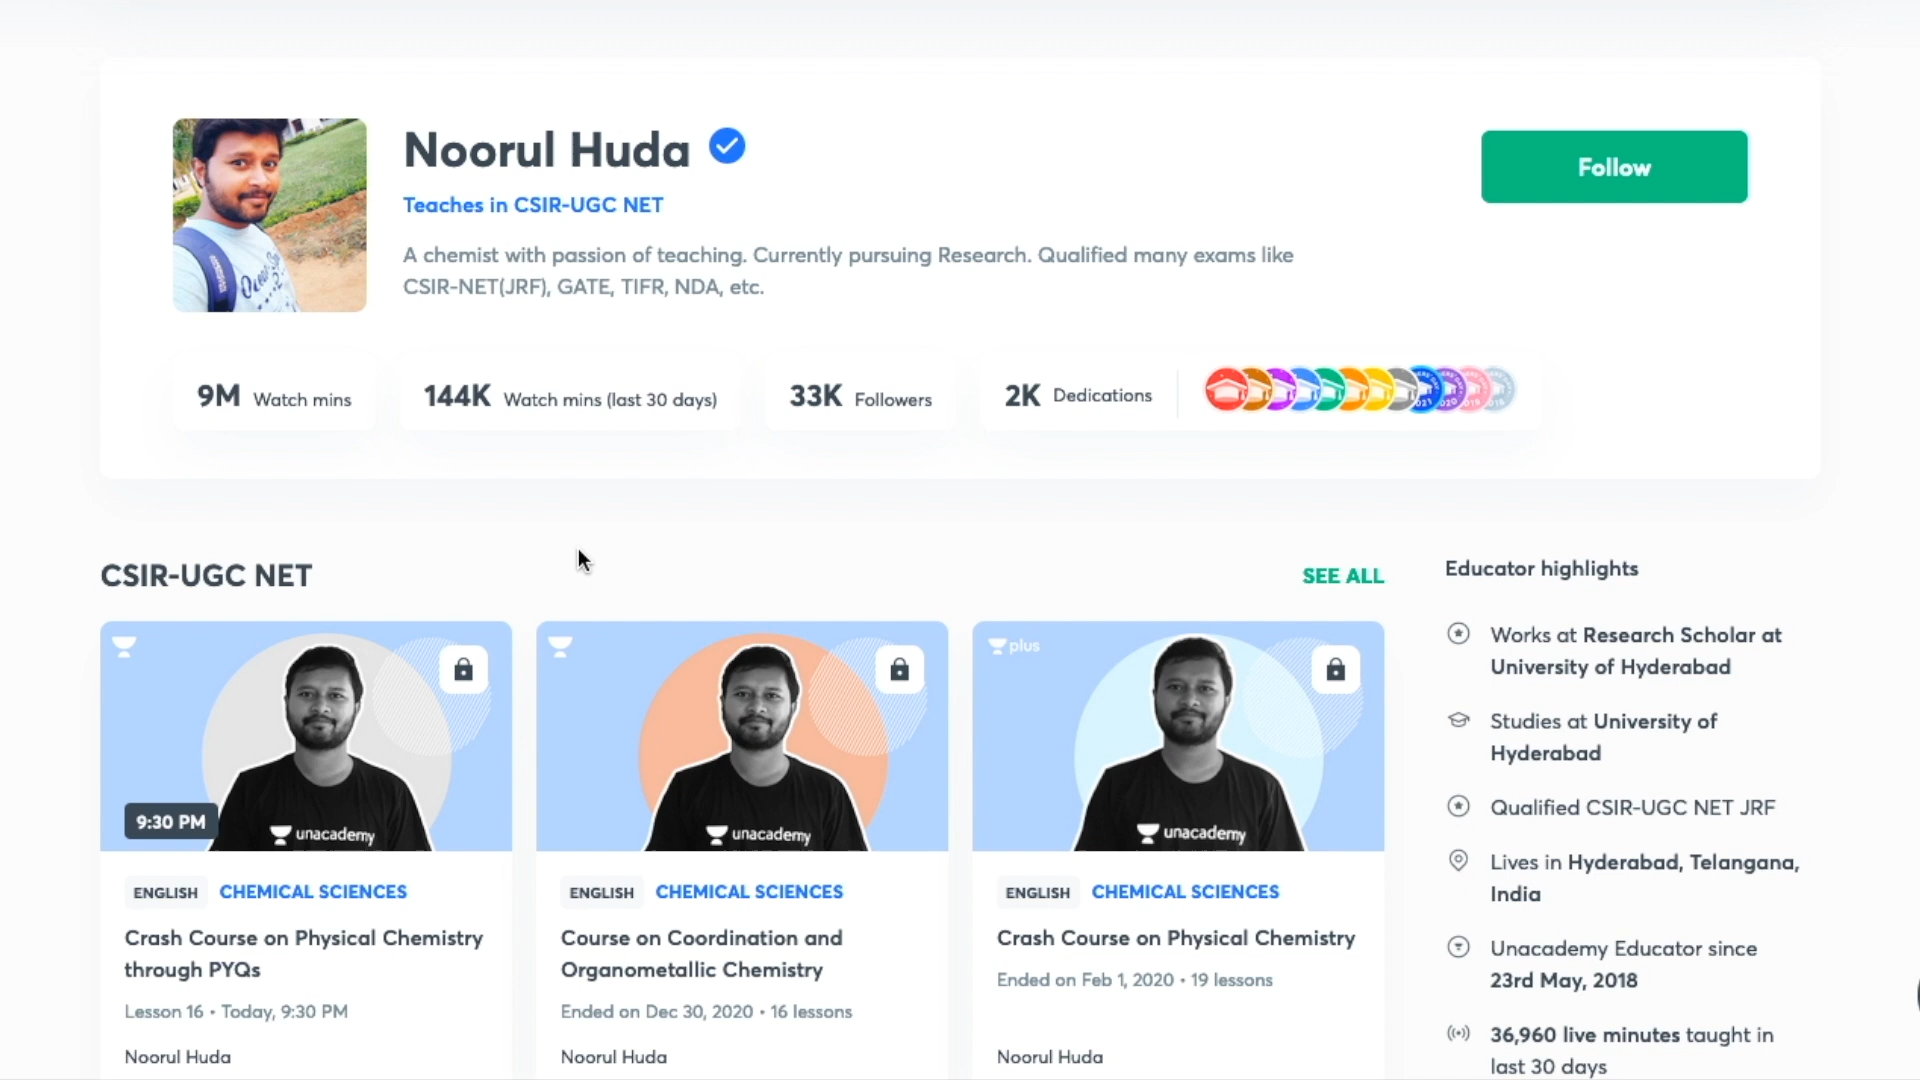 Noorul Huda
Follow
Teaches in CSIR-UGC NET
A chemist with passion of teaching. Currently pursuing Research. Qualified many exams like
CSIR-NET(JRF), GATE, TIFR, NDA, etc.
9M Watch mins
144K Watch mins (last 30 days)
33K Followers
2K Dedications
CSIR-UGC NET
SEE ALL
9:30 PM
unacademy
ENGLISH CHEMICAL SCIENCES
Crash Course on Physical Chemistry
through PYQs
Lesson 16 • Today, 9:30 PM
Noorul Huda
unacademy
ENGLISH CHEMICAL SCIENCES
Course on Coordination and
Organometallic Chemistry
Ended on Dec 30, 2020 • 16 lessons
Noorul Huda
plus
unacademy
ENGLISH CHEMICAL SCIENCES
Crash Course on Physical Chemistry
Ended on Feb 1, 2020 • 19 lessons
Noorul Huda
Educator highlights
Works at Research Scholar at
University of Hyderabad
Studies at University of
Hyderabad
Qualified CSIR-UGC NET JRF
Lives in Hyderabad, Telangana,
India
Unacademy Educator since
23rd May, 2018
36,960 live minutes taught in
last 30 days